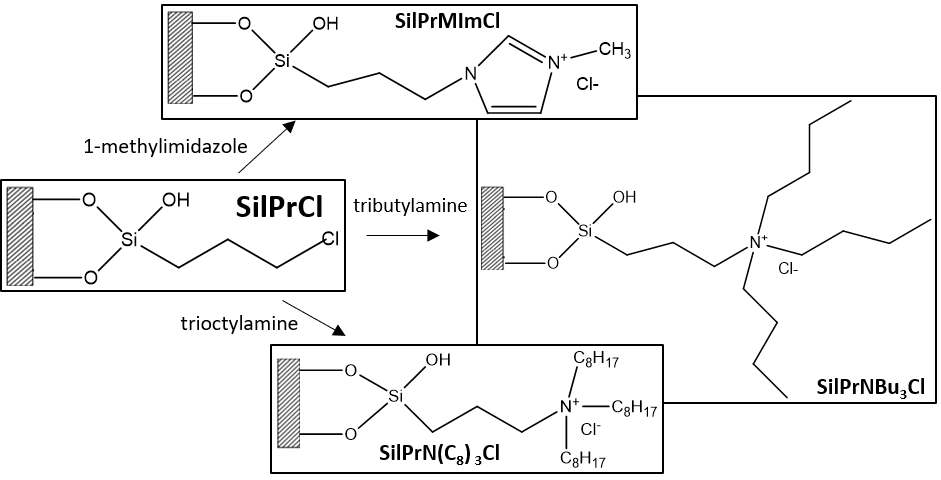 SilPrMImCl
O
OH
Si
O
N
N+
CH3
Cl-
1-methylimidazole
SilPrCl
O
OH
Si
O
Cl
tributylamine
O
OH
Si
O
N+
Cl-
SilPrNBu3Cl
trioctylamine
O
OH
Si
O
C8H17
N+
C8H17
Cl-
C8H17
SilPrN(C8) 3Cl